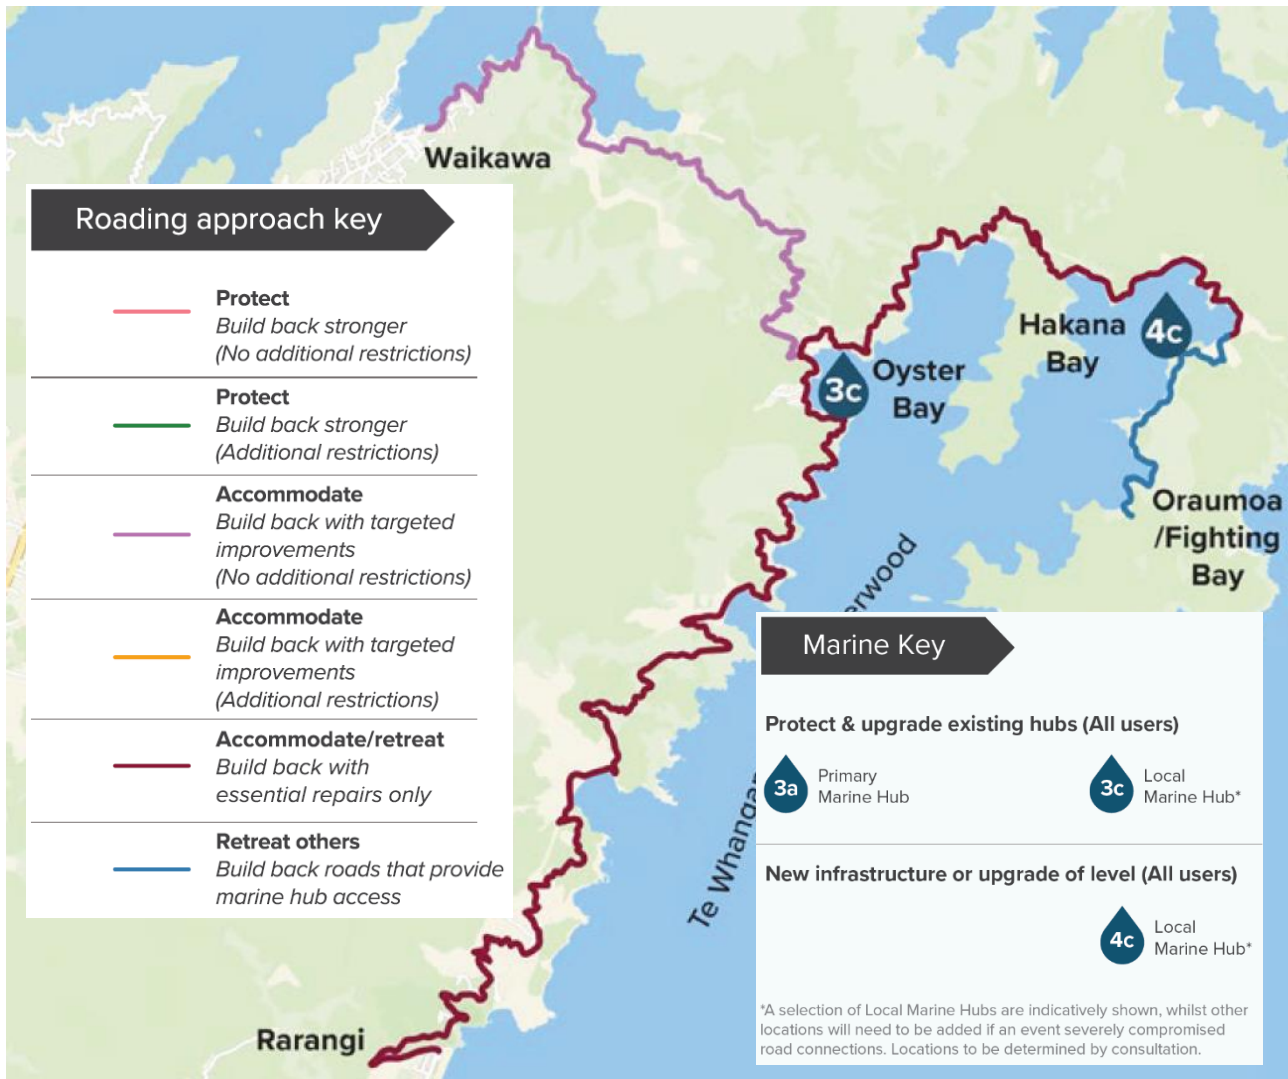 Waikawa
Roading approach key
Protect
Build back stronger
(No additional restrictions)
Protect
Build back stronger
(Additional restrictions)
Accommodate
Build back with targeted
improvements
(No additional restrictions)
Accommodate
Build back with targeted
improvements
(Additional restrictions)
Accommodate/retreat
Build back with
essential repairs only
Retreat others
Build back roads that provide
marine hub access
Hakana
Bay
4c
Oyster
Bay
3c
Oraumoa
/Fighting
Bay
Rarangi
Marine Key
Protect & upgrade existing hubs (All users)
3a
Primary
Marine Hub
3c
Local
Marine Hub*
New infrastructure or upgrade of level (All users)
4c
Local
Marine Hub*
*A selection of Local Marine Hubs are indicatively shown, whilst other
locations will need to be added if an event severely compromised
road connections. Locations to be determined by consultation.